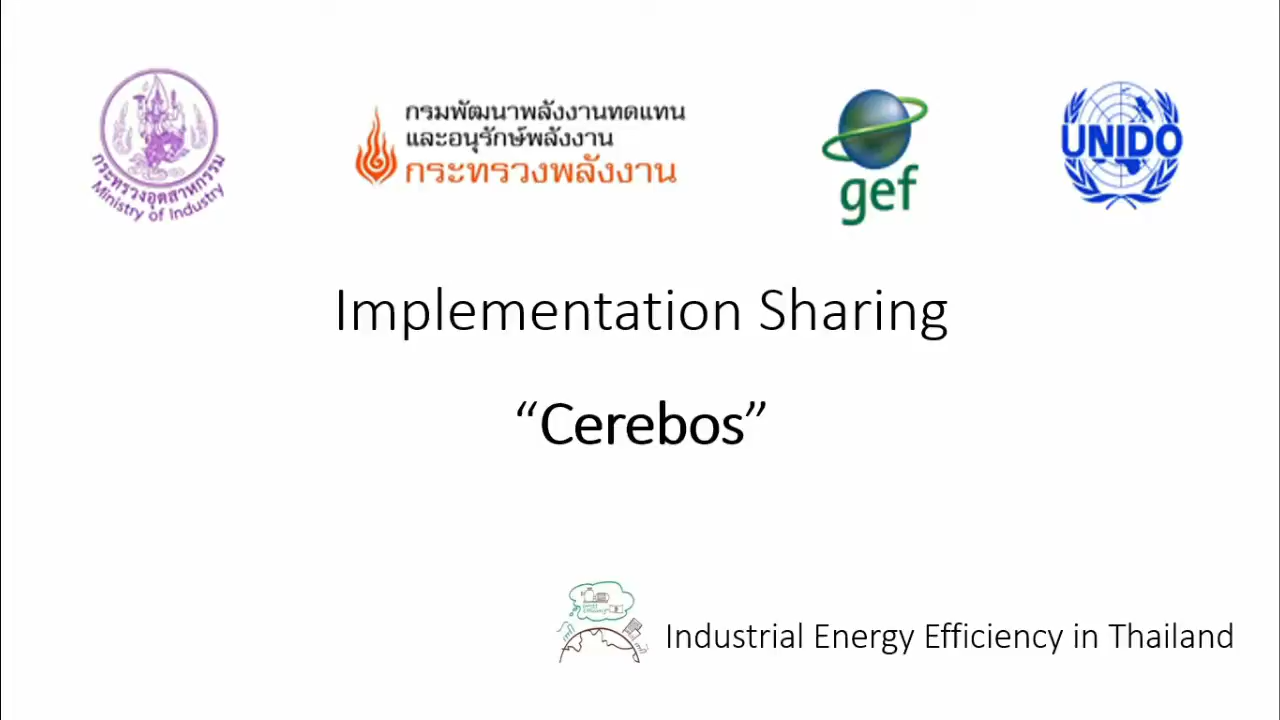 กระทรวงอุตสาหกรรม
Ministry of Industry
กรมพัฒนาพลังงานทดแทน
และอนุรักษ์พลังงาน
กระทรวงพลังงาน
gef
UNIDO
Implementation Sharing
“Cerebos”
Industrial Energy Efficiency in Thailand